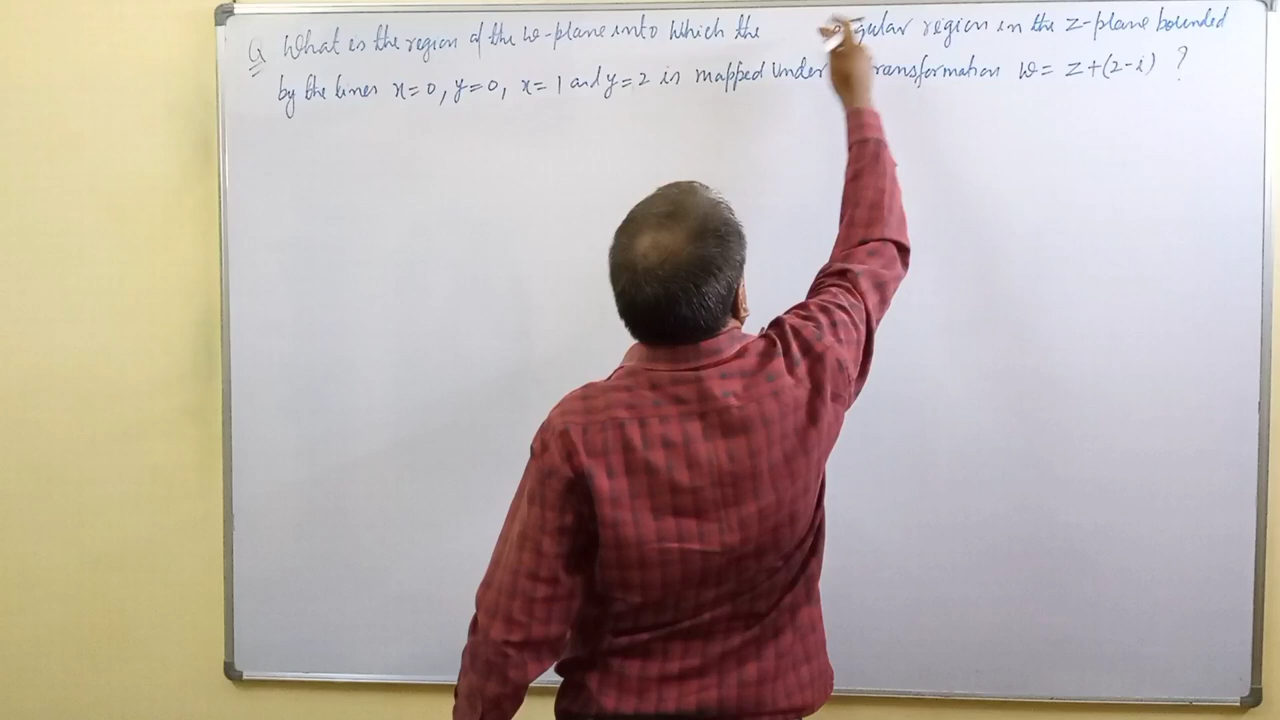 Q What is the region of the w-plane into which the gular region in the z-plane bounded
by the lines x=0, y=0, x=1 and y=2 is mapped under ransformation w= z+(2-i) ?